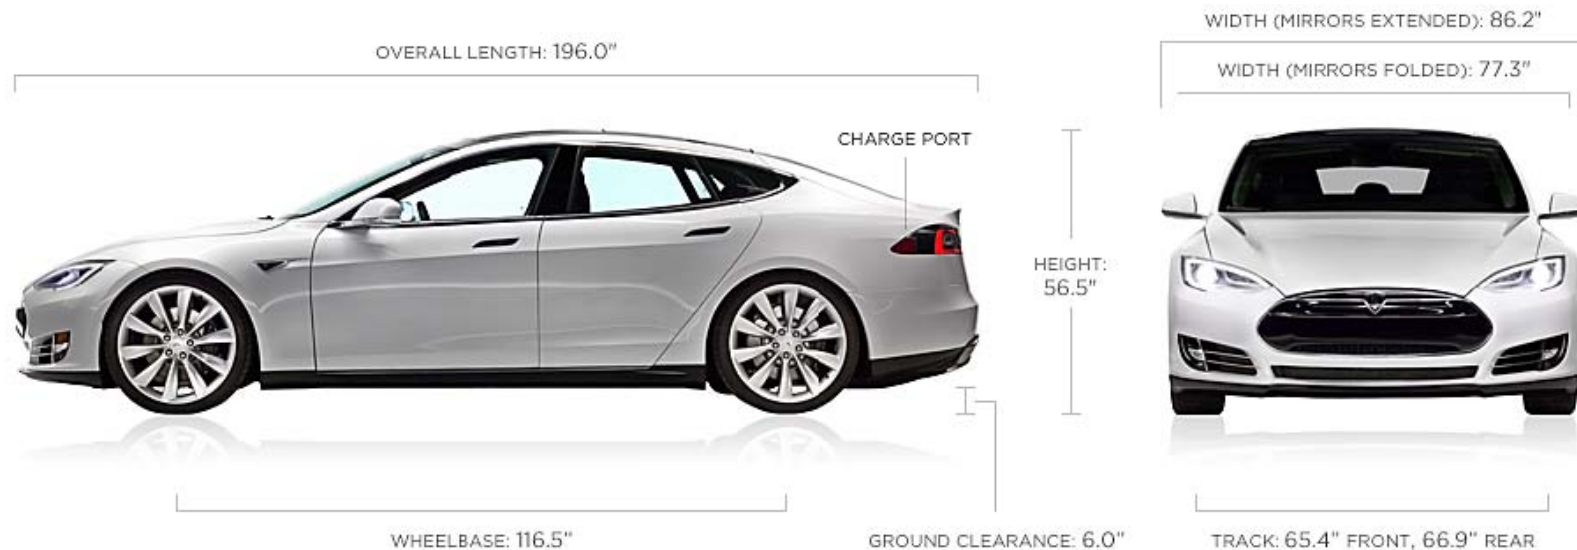 OVERALL LENGTH: 196.0"
WIDTH (MIRRORS EXTENDED): 86.2"
WIDTH (MIRRORS FOLDED): 77.3"
CHARGE PORT
HEIGHT:
56.5"
WHEELBASE: 116.5"
GROUND CLEARANCE: 6.0"
TRACK: 65.4" FRONT, 66.9" REAR